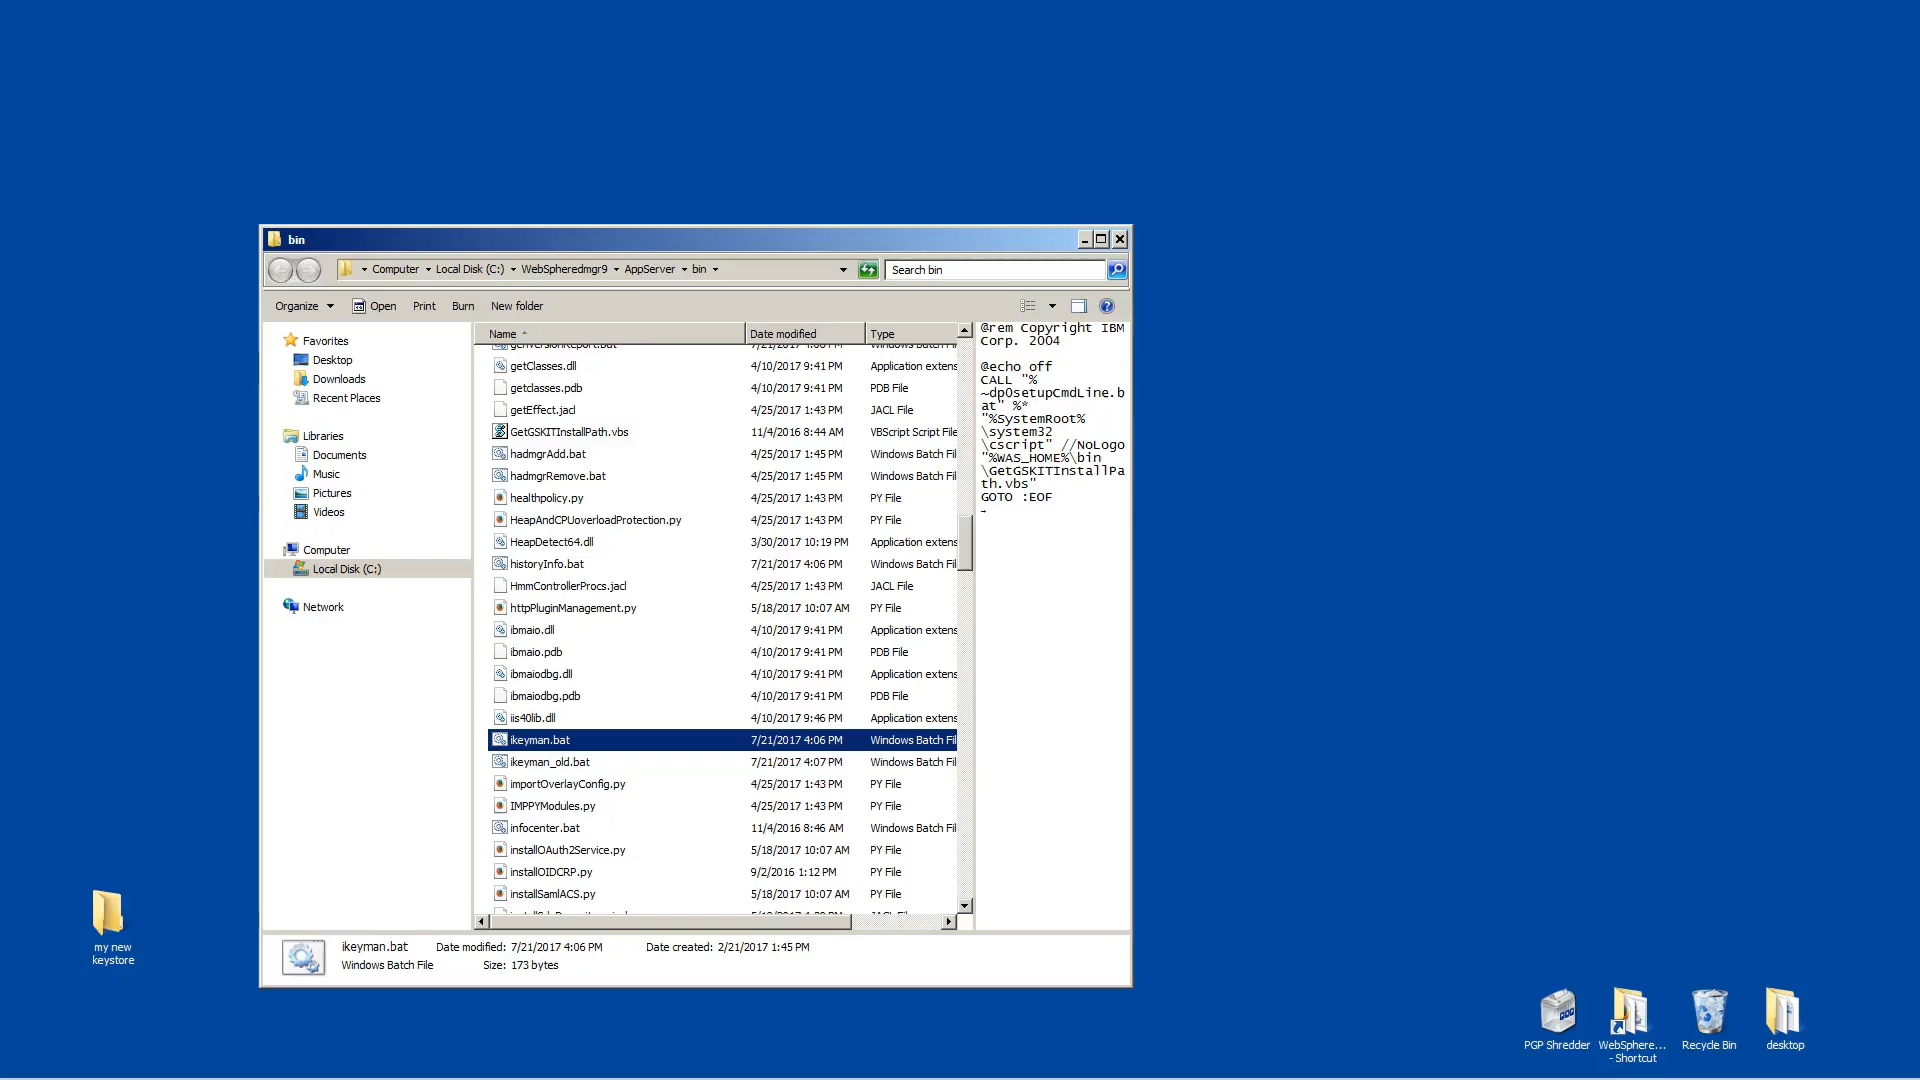 bin
Computer Local Disk (C:) WebSpheredmgr9 AppServer bin
Search bin
Organize Open Print Burn New folder
Favorites
Desktop
Downloads
Recent Places
Libraries
Documents
Music
Pictures
Videos
Computer
Local Disk (C:)
Network
Name Date modified Type
getClasses.dll 4/10/2017 9:41 PM Application extens
getclasses.pdb 4/10/2017 9:41 PM PDB File
getEffect.jacl 4/25/2017 1:43 PM JACL File
GetGSKITInstallPath.vbs 11/4/2016 8:44 AM VBScript Script File
hadmgrAdd.bat 4/25/2017 1:45 PM Windows Batch Fil
hadmgrRemove.bat 4/25/2017 1:45 PM Windows Batch Fil
healthpolicy.py 4/25/2017 1:43 PM PY File
HeapAndCPUoverloadProtection.py 4/25/2017 1:43 PM PY File
HeapDetect64.dll 3/30/2017 10:19 PM Application extens
historyInfo.bat 7/21/2017 4:06 PM Windows Batch Fil
HmmControllerProcs.jacl 4/25/2017 1:43 PM JACL File
httpPluginManagement.py 5/18/2017 10:07 AM PY File
ibmaio.dll 4/10/2017 9:41 PM Application extens
ibmaio.pdb 4/10/2017 9:41 PM PDB File
ibmaiodbg.dll 4/10/2017 9:41 PM Application extens
ibmaiodbg.pdb 4/10/2017 9:41 PM PDB File
iis40lib.dll 4/10/2017 9:46 PM Application extens
ikeyman.bat 7/21/2017 4:06 PM Windows Batch Fil
ikeyman_old.bat 7/21/2017 4:07 PM Windows Batch Fil
importOverlayConfig.py 4/25/2017 1:43 PM PY File
IMPPYModules.py 4/25/2017 1:43 PM PY File
infocenter.bat 11/4/2016 8:46 AM Windows Batch Fil
installOAuth2Service.py 5/18/2017 10:07 AM PY File
installOIDCRP.py 9/2/2016 1:12 PM PY File
installSamlACS.py 5/18/2017 10:07 AM PY File
@rem Copyright IBM
Corp. 2004
@echo off
CALL "%
~dp0setupCmdLine.b
at" %*
"%SystemRoot%
\system32
\cscript" //NoLogo
"%WAS_HOME%\bin
\GetGSKITInstallPa
th.vbs"
GOTO :EOF
ikeyman.bat Date modified: 7/21/2017 4:06 PM Date created: 2/21/2017 1:45 PM
Windows Batch File Size: 173 bytes
my new
keystore
PGP Shredder
WebSphere...
- Shortcut
Recycle Bin
desktop